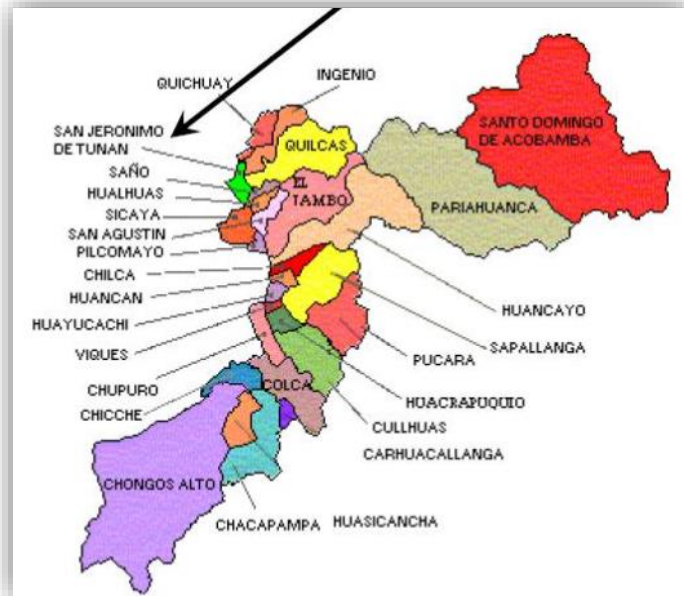 INGENIO
QUICHUAY
SANTO DOMINGO
DE ACOBAMBA
SAN JERONIMO
DE TUNAN
QUILCAS
SAÑO
EL
TAMBO
HUALHUAS
PARIAHUANCA
SICAYA
SAN AGUSTIN
PILCOMAYO
CHILCA
HUANCAN
HUANCAYO
HUAYUCACHI
SAPALLANGA
VIQUES
PUCARA
CHUPURO
COLCA
HUACRAPUQUIO
CHICCHE
CULLHUAS
CARHUACALLANGA
CHONGOS ALTO
CHACAPAMPA
HUASICANCHA